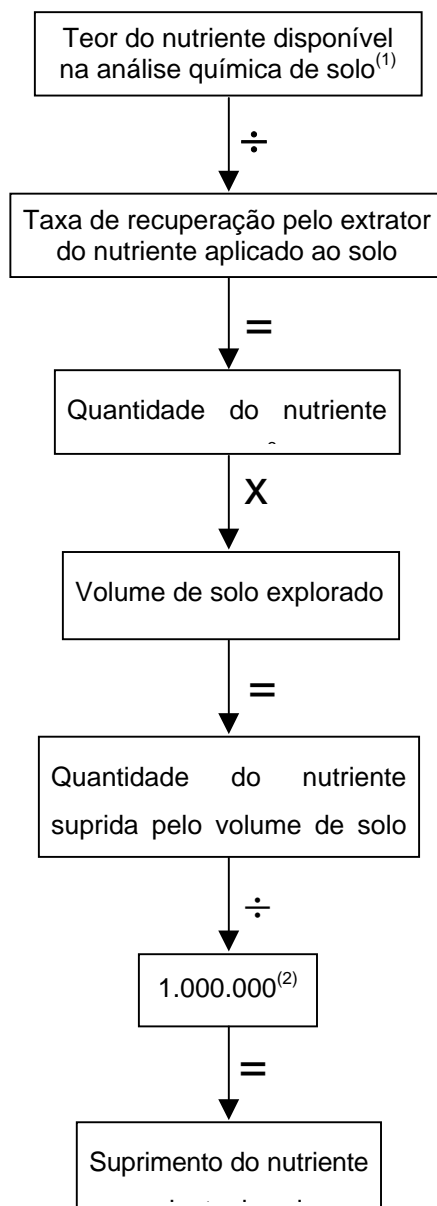 Teor do nutriente disponível
na análise química de solo(1)
÷
Taxa de recuperação pelo extrator
do nutriente aplicado ao solo
=
Quantidade do nutriente
X
Volume de solo explorado
=
Quantidade do nutriente
suprida pelo volume de solo
÷
1.000.000(2)
=
Suprimento do nutriente